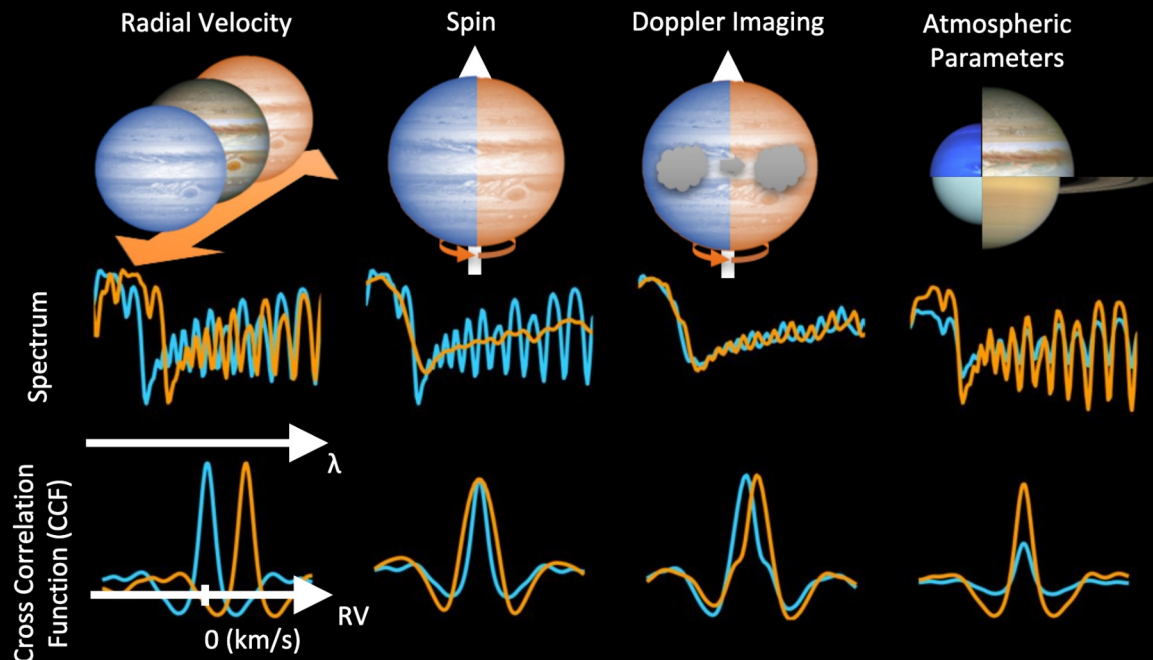 Radial Velocity
Spin
Doppler Imaging
Atmospheric
Parameters
Spectrum
λ
Cross Correlation
Function (CCF)
RV
0 (km/s)